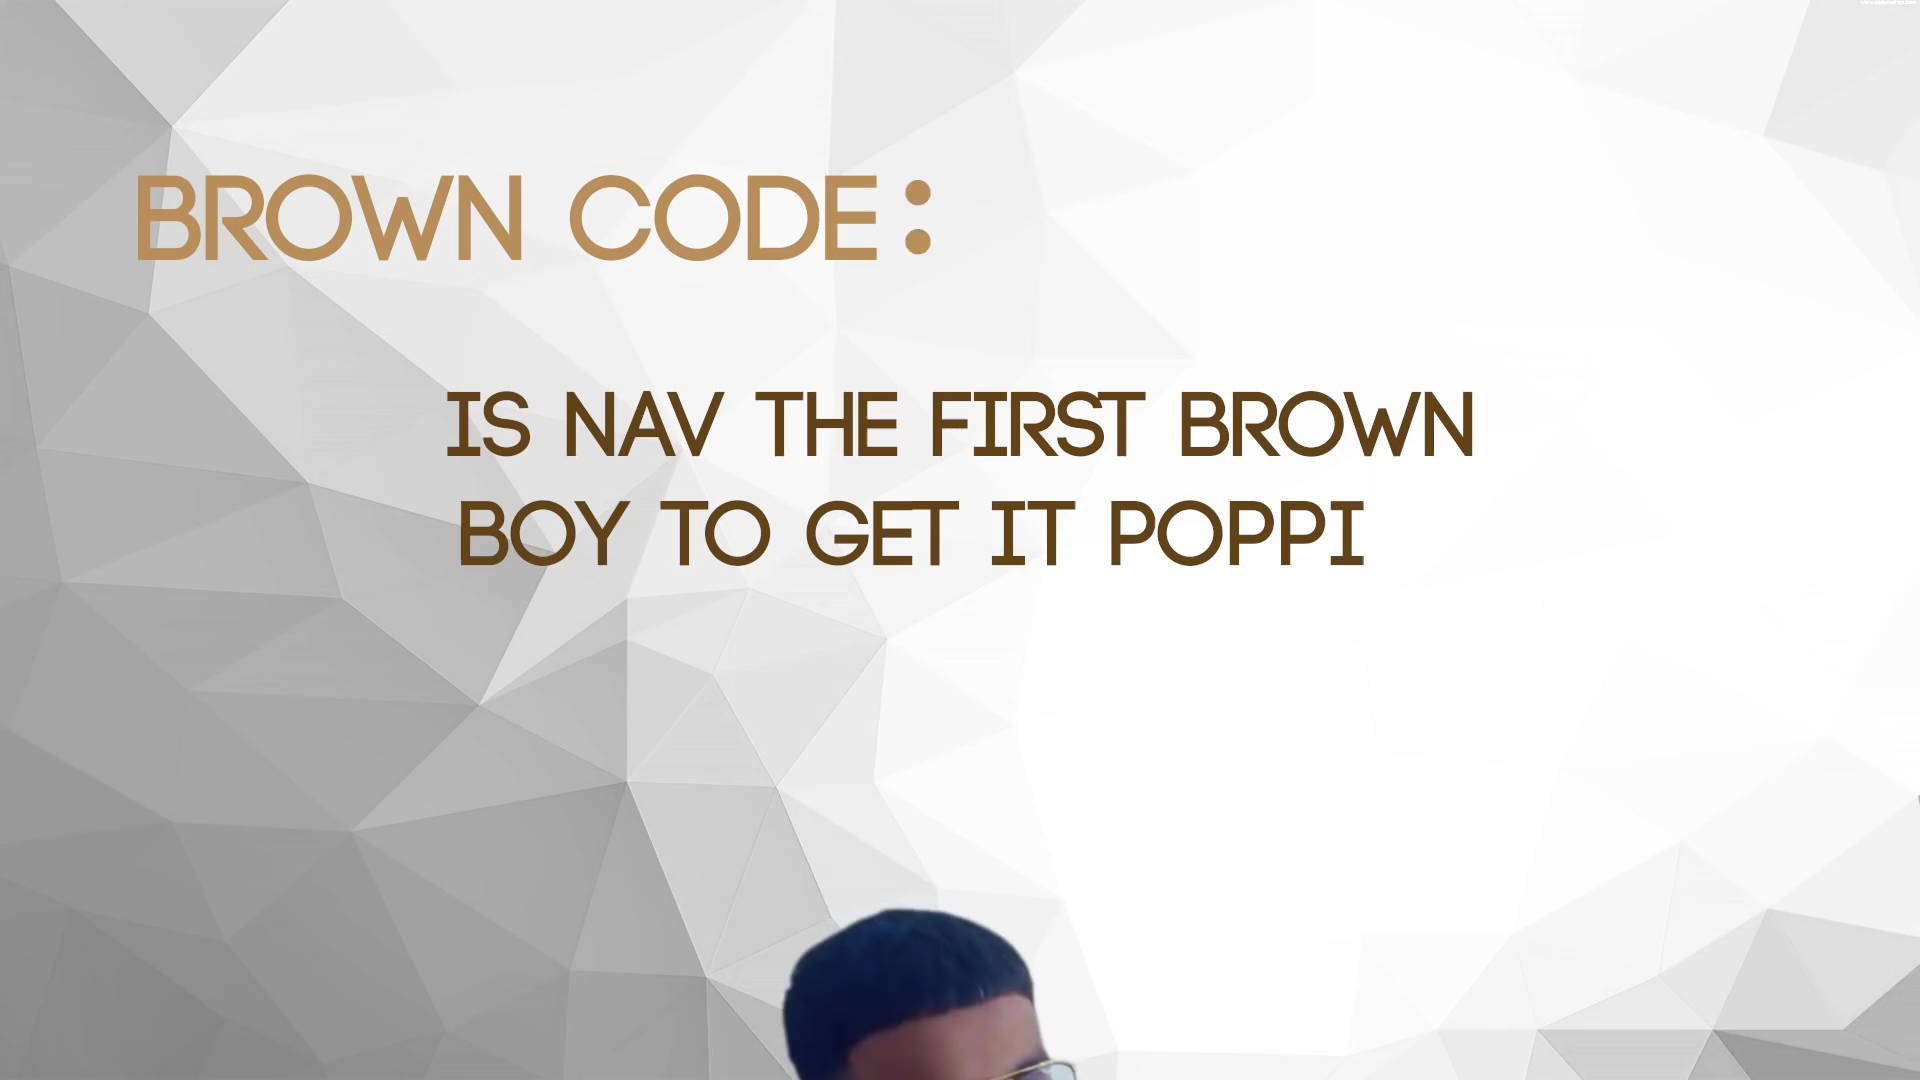 BROWN CODE:
IS NAV THE FIRST BROWN
BOY TO GET IT POPPI